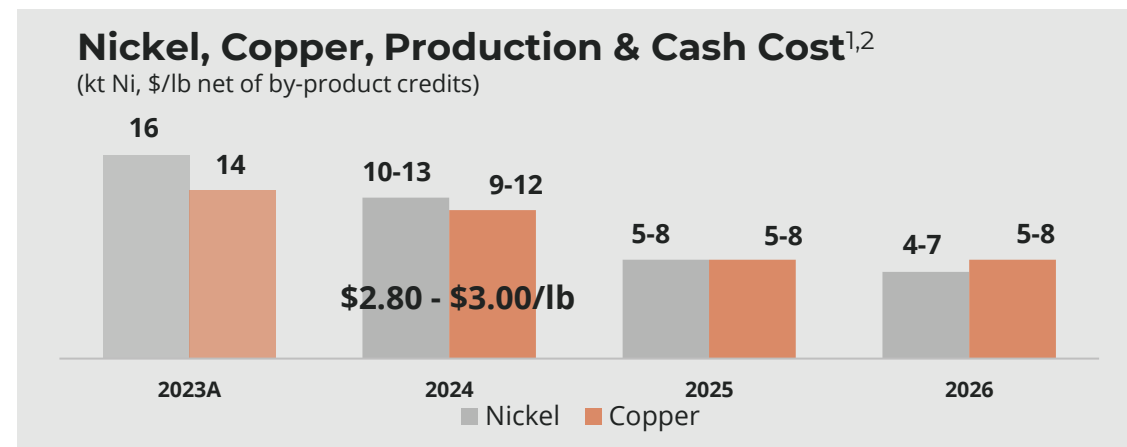 Nickel, Copper, Production & Cash Cost1,2
(kt Ni, $/lb net of by-product credits)
16
14
10-13
9-12
5-8
5-8
4-7
5-8
$2.80 - $3.00/lb
2023A
2024
2025
2026
Nickel
Copper